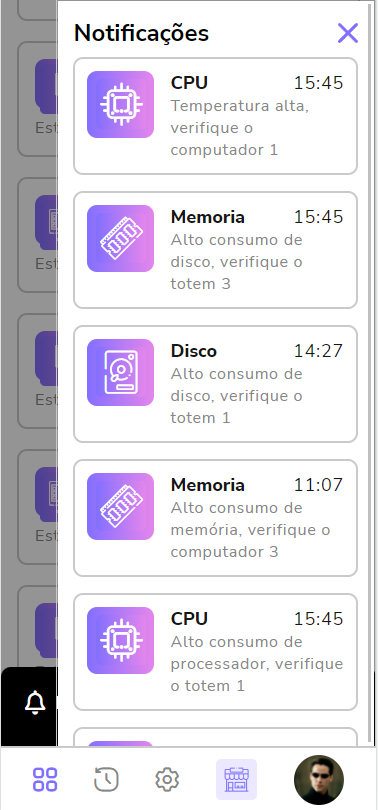 Notificações
CPU 15:45
Temperatura alta,
verifique o
computador 1
Memoria 15:45
Alto consumo de
disco, verifique o
totem 3
Disco 14:27
Alto consumo de
disco, verifique o
totem 1
Memoria 11:07
Alto consumo de
memória, verifique o
computador 3
CPU 15:45
Alto consumo de
processador, verifique
o totem 1
Est
Est
Est
Est